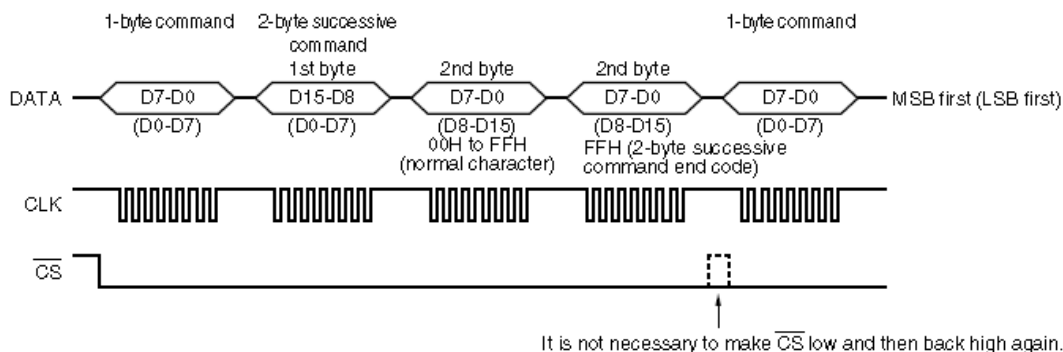 1-byte command
2-byte successive
command
1st byte
2nd byte
2nd byte
1-byte command
DATA
D7-D0
D15-D8
D7-D0
D7-D0
D7-D0
MSB first (LSB first)
(D0-D7)
(D0-D7)
(D8-D15)
(D8-D15)
(D0-D7)
00H to FFH
(normal character)
FFH (2-byte successive
command end code)
CLK
CS
It is not necessary to make CS low and then back high again.